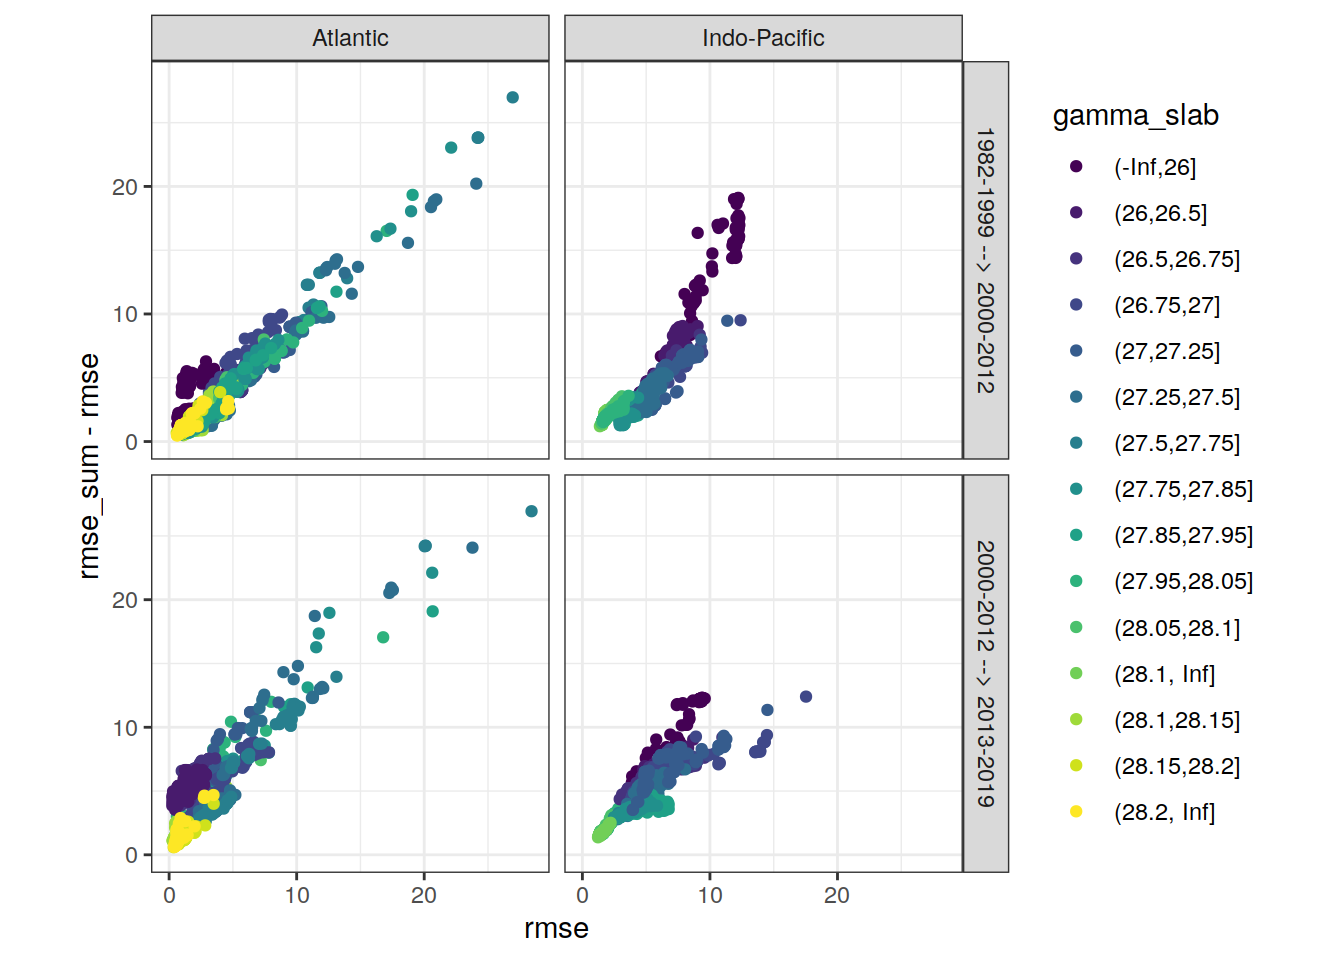 Atlantic
Indo-Pacific
20
10
0
1982-1999 --> 2000-2012
20
10
0
2000-2012 --> 2013-2019
0
10
20
0
10
20
rmse
rmse_sum - rmse
gamma_slab
(-Inf,26]
(26,26.5]
(26.5,26.75]
(26.75,27]
(27,27.25]
(27.25,27.5]
(27.5,27.75]
(27.75,27.85]
(27.85,27.95]
(27.95,28.05]
(28.05,28.1]
(28.1, Inf]
(28.1,28.15]
(28.15,28.2]
(28.2, Inf]